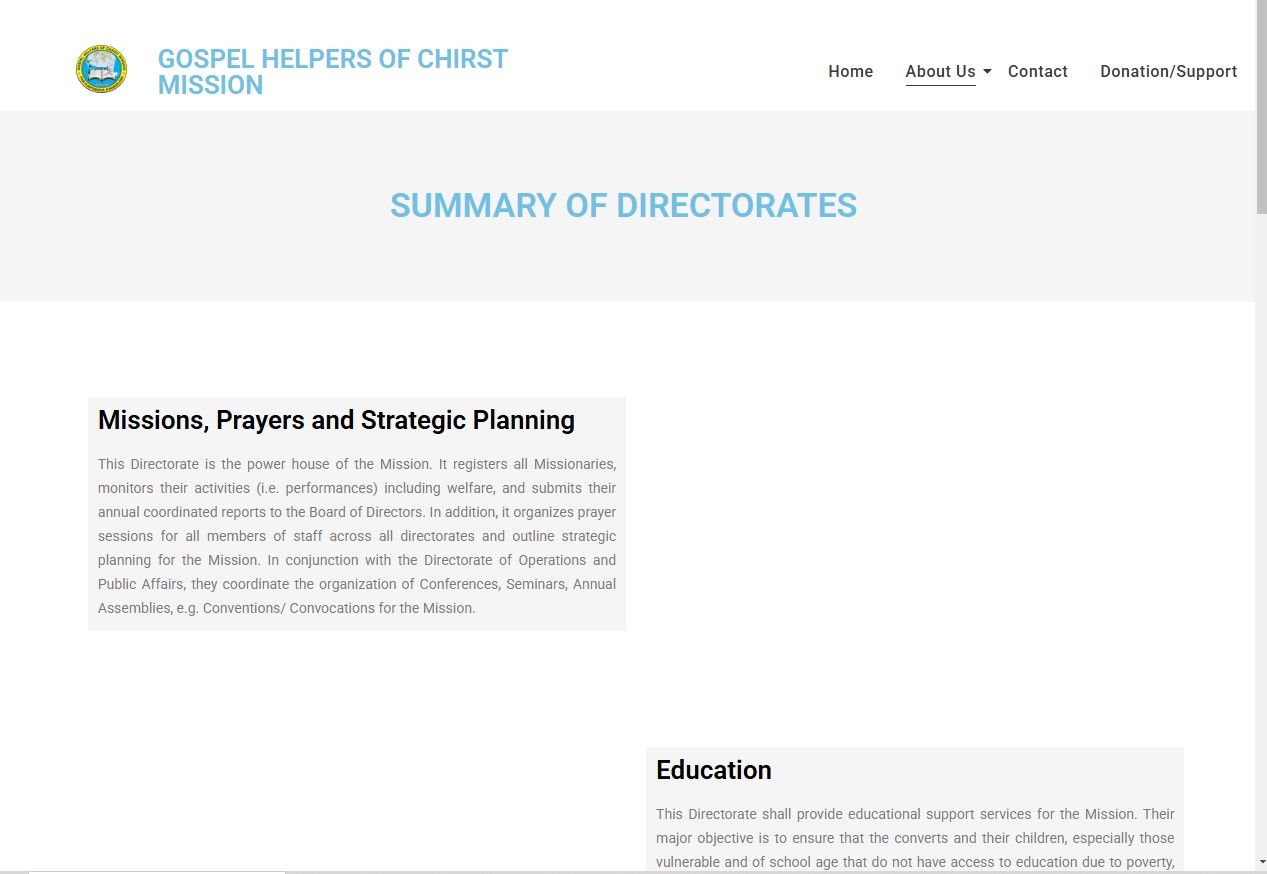 GOSPEL HELPERS OF CHIRST
MISSION
Home
About Us
Contact
Donation/Support
SUMMARY OF DIRECTORATES
Missions, Prayers and Strategic Planning
This Directorate is the power house of the Mission. It registers all Missionaries,
monitors their activities (i.e. performances) including welfare, and submits their
annual coordinated reports to the Board of Directors. In addition, it organizes prayer
sessions for all members of staff across all directorates and outline strategic
planning for the Mission. In conjunction with the Directorate of Operations and
Public Affairs, they coordinate the organization of Conferences, Seminars, Annual
Assemblies, e.g. Conventions/ Convocations for the Mission.
Education
This Directorate shall provide educational support services for the Mission. Their
major objective is to ensure that the converts and their children, especially those
vulnerable and of school age that do not have access to education due to poverty,